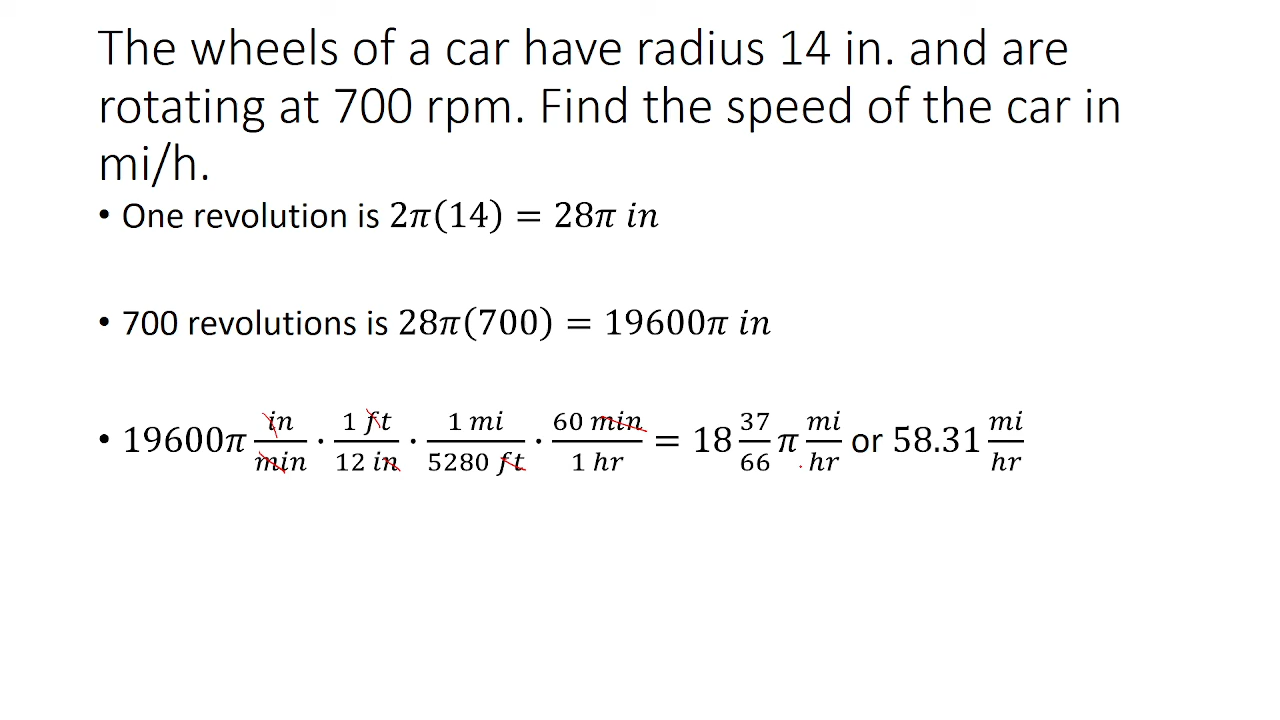 The wheels of a car have radius 14 in. and are
rotating at 700 rpm. Find the speed of the car in
mi/h.
• One revolution is 2π(14) = 28π in
• 700 revolutions is 28π(700) = 19600π in
• 19600π in/min · 1 ft/12 in · 1 mi/5280 ft · 60 min/1 hr = 18 37/66 π mi/hr or 58.31 mi/hr